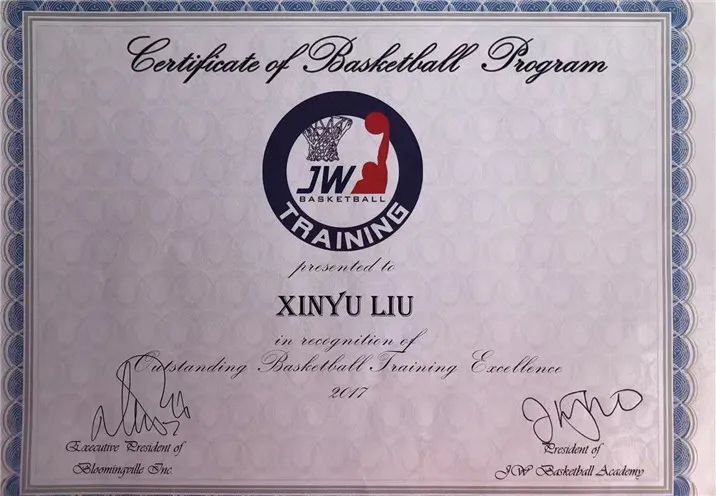 Certificate of Basketball Program
JW
BASKETBALL
TRAINING
presented to
XINYU LIU
in recognition of
Outstanding Basketball Training Excellence
2017
Executive President of
Bloomingville Inc.
President of
JW Basketball Academy